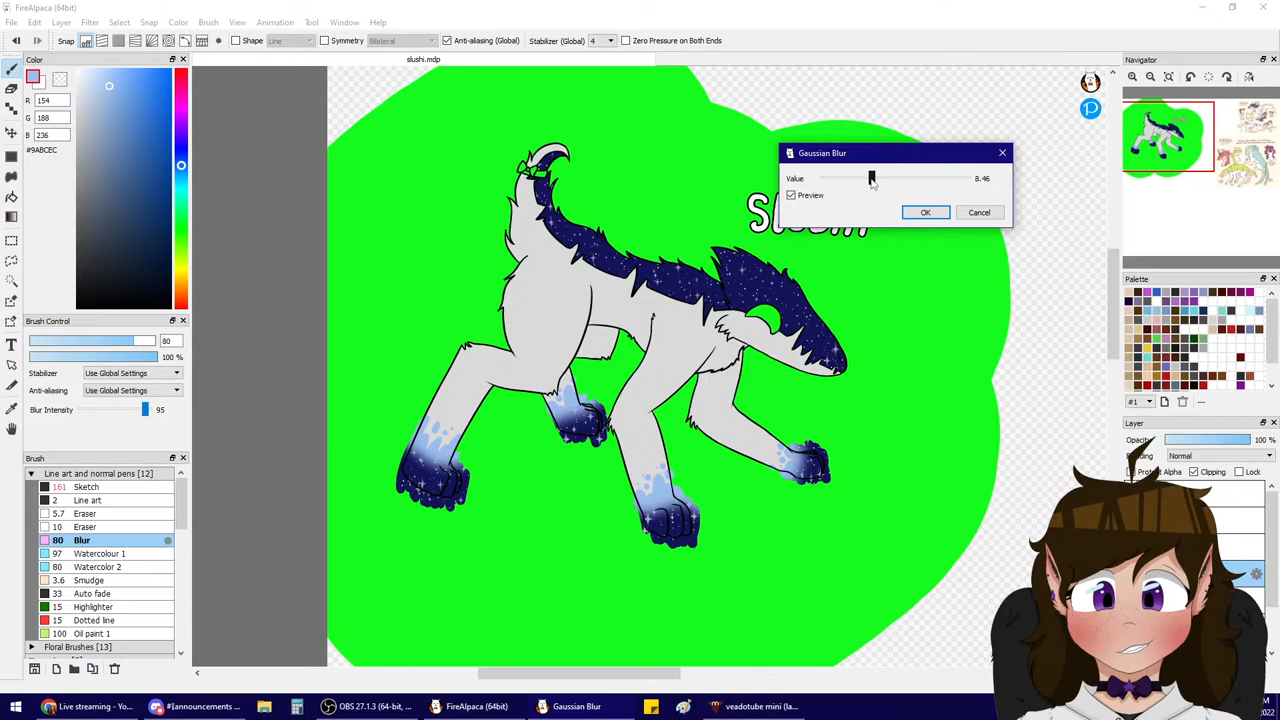 FireAlpaca (64bit)
File Edit Layer Filter Select Snap Color Brush View Animation Tool Window Help
Snap off Shape Line Symmetry Bilateral Anti-aliasing (Global) Stabilizer (Global) 4 Zero Pressure on Both Ends
Color
slushi.mdp
Navigator
R 154
G 188
B 236
#9ABCEC
Gaussian Blur
Value 8.46
Preview
OK Cancel
Slushi
Palette
Brush Control
80
100 %
Stabilizer Use Global Settings
Anti-aliasing Use Global Settings
Blur Intensity 95
#1 ---
Layer
Opacity 100 %
Normal
Protect Alpha Clipping Lock
Brush
Line art and normal pens [12]
161 Sketch
2 Line art
5.7 Eraser
10 Eraser
80 Blur
97 Watercolour 1
80 Watercolor 2
3.6 Smudge
33 Auto fade
15 Highlighter
15 Dotted line
100 Oil paint 1
Floral Brushes [13]
Live streaming - Yo...
#[announcements ...
OBS 27.1.3 (64-bit, ...
FireAlpaca (64bit)
Gaussian Blur
veadotube mini (la...
2022